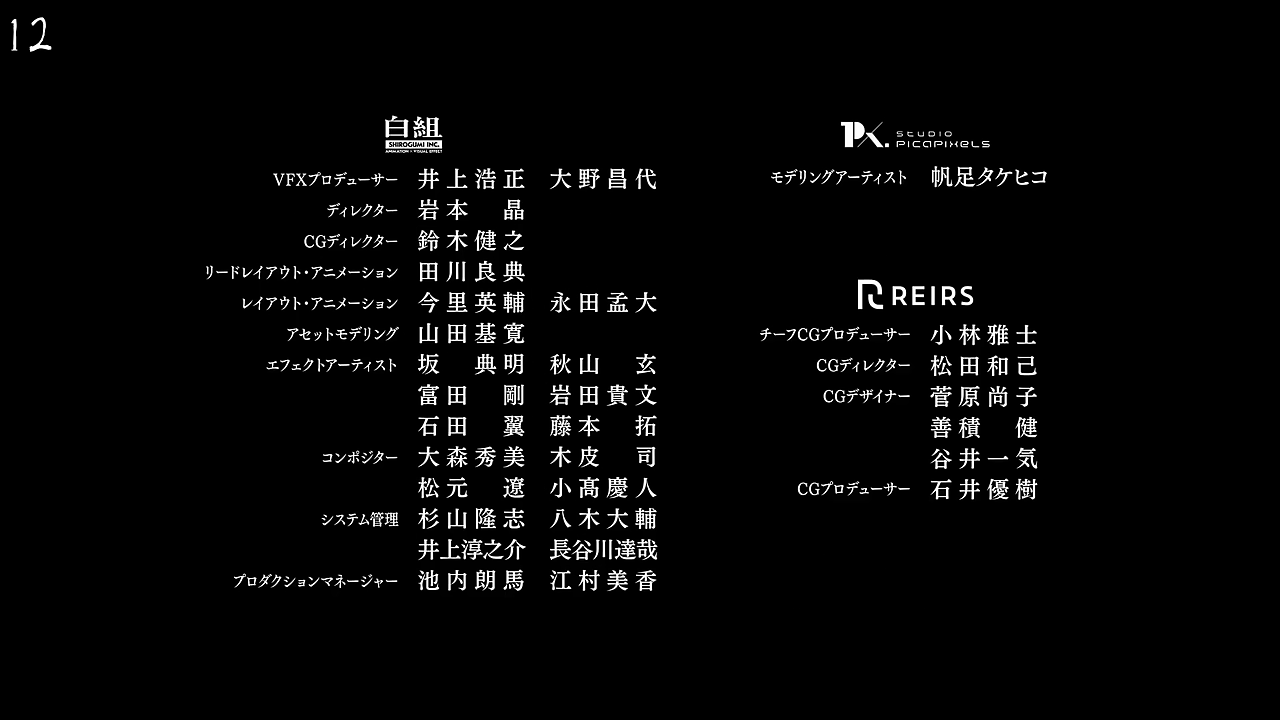 12
白組
SHIROGUMI INC.
ANIMATION + VISUAL EFFECT
VFXプロデューサー 井上浩正 大野昌代
ディレクター 岩本 晶
CGディレクター 鈴木健之
リードレイアウト・アニメーション 田川良典
レイアウト・アニメーション 今里英輔 永田孟大
アセットモデリング 山田基寛
エフェクトアーティスト 坂 典明 秋山 玄
富田 剛 岩田貴文
石田 翼 藤本 拓
コンポジター 大森秀美 木皮 司
松元 遼 小髙慶人
システム管理 杉山隆志 八木大輔
井上淳之介 長谷川達哉
プロダクションマネージャー 池内朗馬 江村美香
PX. STUDIO
PICAPIXELS
モデリングアーティスト 帆足タケヒコ
REIRS
チーフCGプロデューサー 小林雅士
CGディレクター 松田和己
CGデザイナー 菅原尚子
善積 健
谷井一気
CGプロデューサー 石井優樹